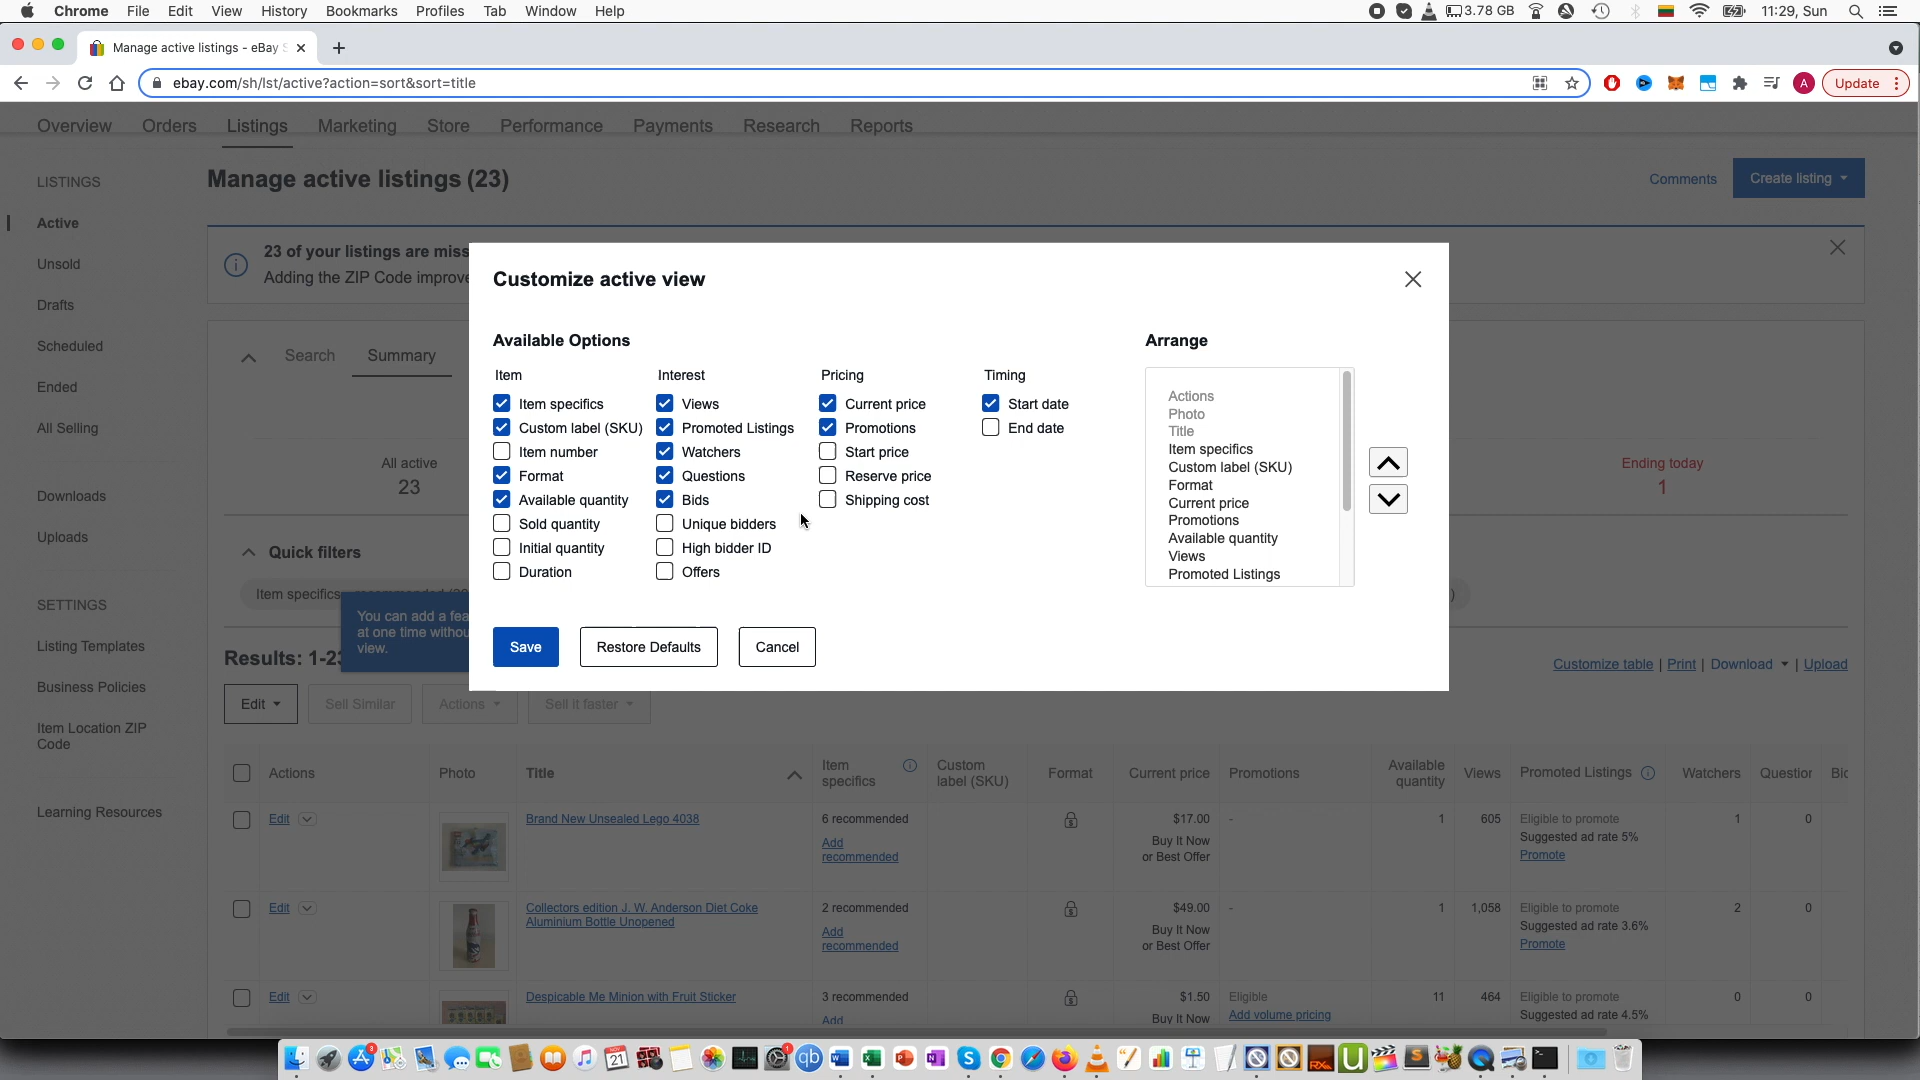 Chrome File Edit View History Bookmarks Profiles Tab Window Help 3.78 GB 11:29, Sun
Manage active listings - eBay S
ebay.com/sh/lst/active?action=sort&sort=title A Update
Overview Orders Listings Marketing Store Performance Payments Research Reports
LISTINGS
Active
Unsold
Drafts
Scheduled
Ended
All Selling
Downloads
Uploads
SETTINGS
Listing Templates
Business Policies
Item Location ZIP
Code
Learning Resources
Manage active listings (23)
Comments Create listing
23 of your listings are miss
Adding the ZIP Code improve
Search Summary
All active
23
Ending today
1
Quick filters
Item specifics
You can add a fea
at one time withou
view.
Customize active view
Available Options
Item
Item specifics
Custom label (SKU)
Item number
Format
Available quantity
Sold quantity
Initial quantity
Duration
Interest
Views
Promoted Listings
Watchers
Questions
Bids
Unique bidders
High bidder ID
Offers
Pricing
Current price
Promotions
Start price
Reserve price
Shipping cost
Timing
Start date
End date
Arrange
Actions
Photo
Title
Item specifics
Custom label (SKU)
Format
Current price
Promotions
Available quantity
Views
Promoted Listings
Save Restore Defaults Cancel
Results: 1-23
Customize table | Print | Download | Upload
Edit Sell Similar Actions Sell it faster
Actions Photo Title Item specifics Custom label (SKU) Format Current price Promotions Available quantity Views Promoted Listings Watchers Question Bid
Edit Brand New Unsealed Lego 4038 6 recommended $17.00 - 1 605 Eligible to promote 1 0
Add recommended Buy It Now or Best Offer Suggested ad rate 5%
Promote
Edit Collectors edition J. W. Anderson Diet Coke 2 recommended $49.00 - 1 1,058 Eligible to promote 2 0
Aluminium Bottle Unopened Add recommended Buy It Now or Best Offer Suggested ad rate 3.6%
Promote
Edit Despicable Me Minion with Fruit Sticker 3 recommended $1.50 Eligible 11 464 Eligible to promote 0 0
Add Buy It Now Add volume pricing Suggested ad rate 4.5%